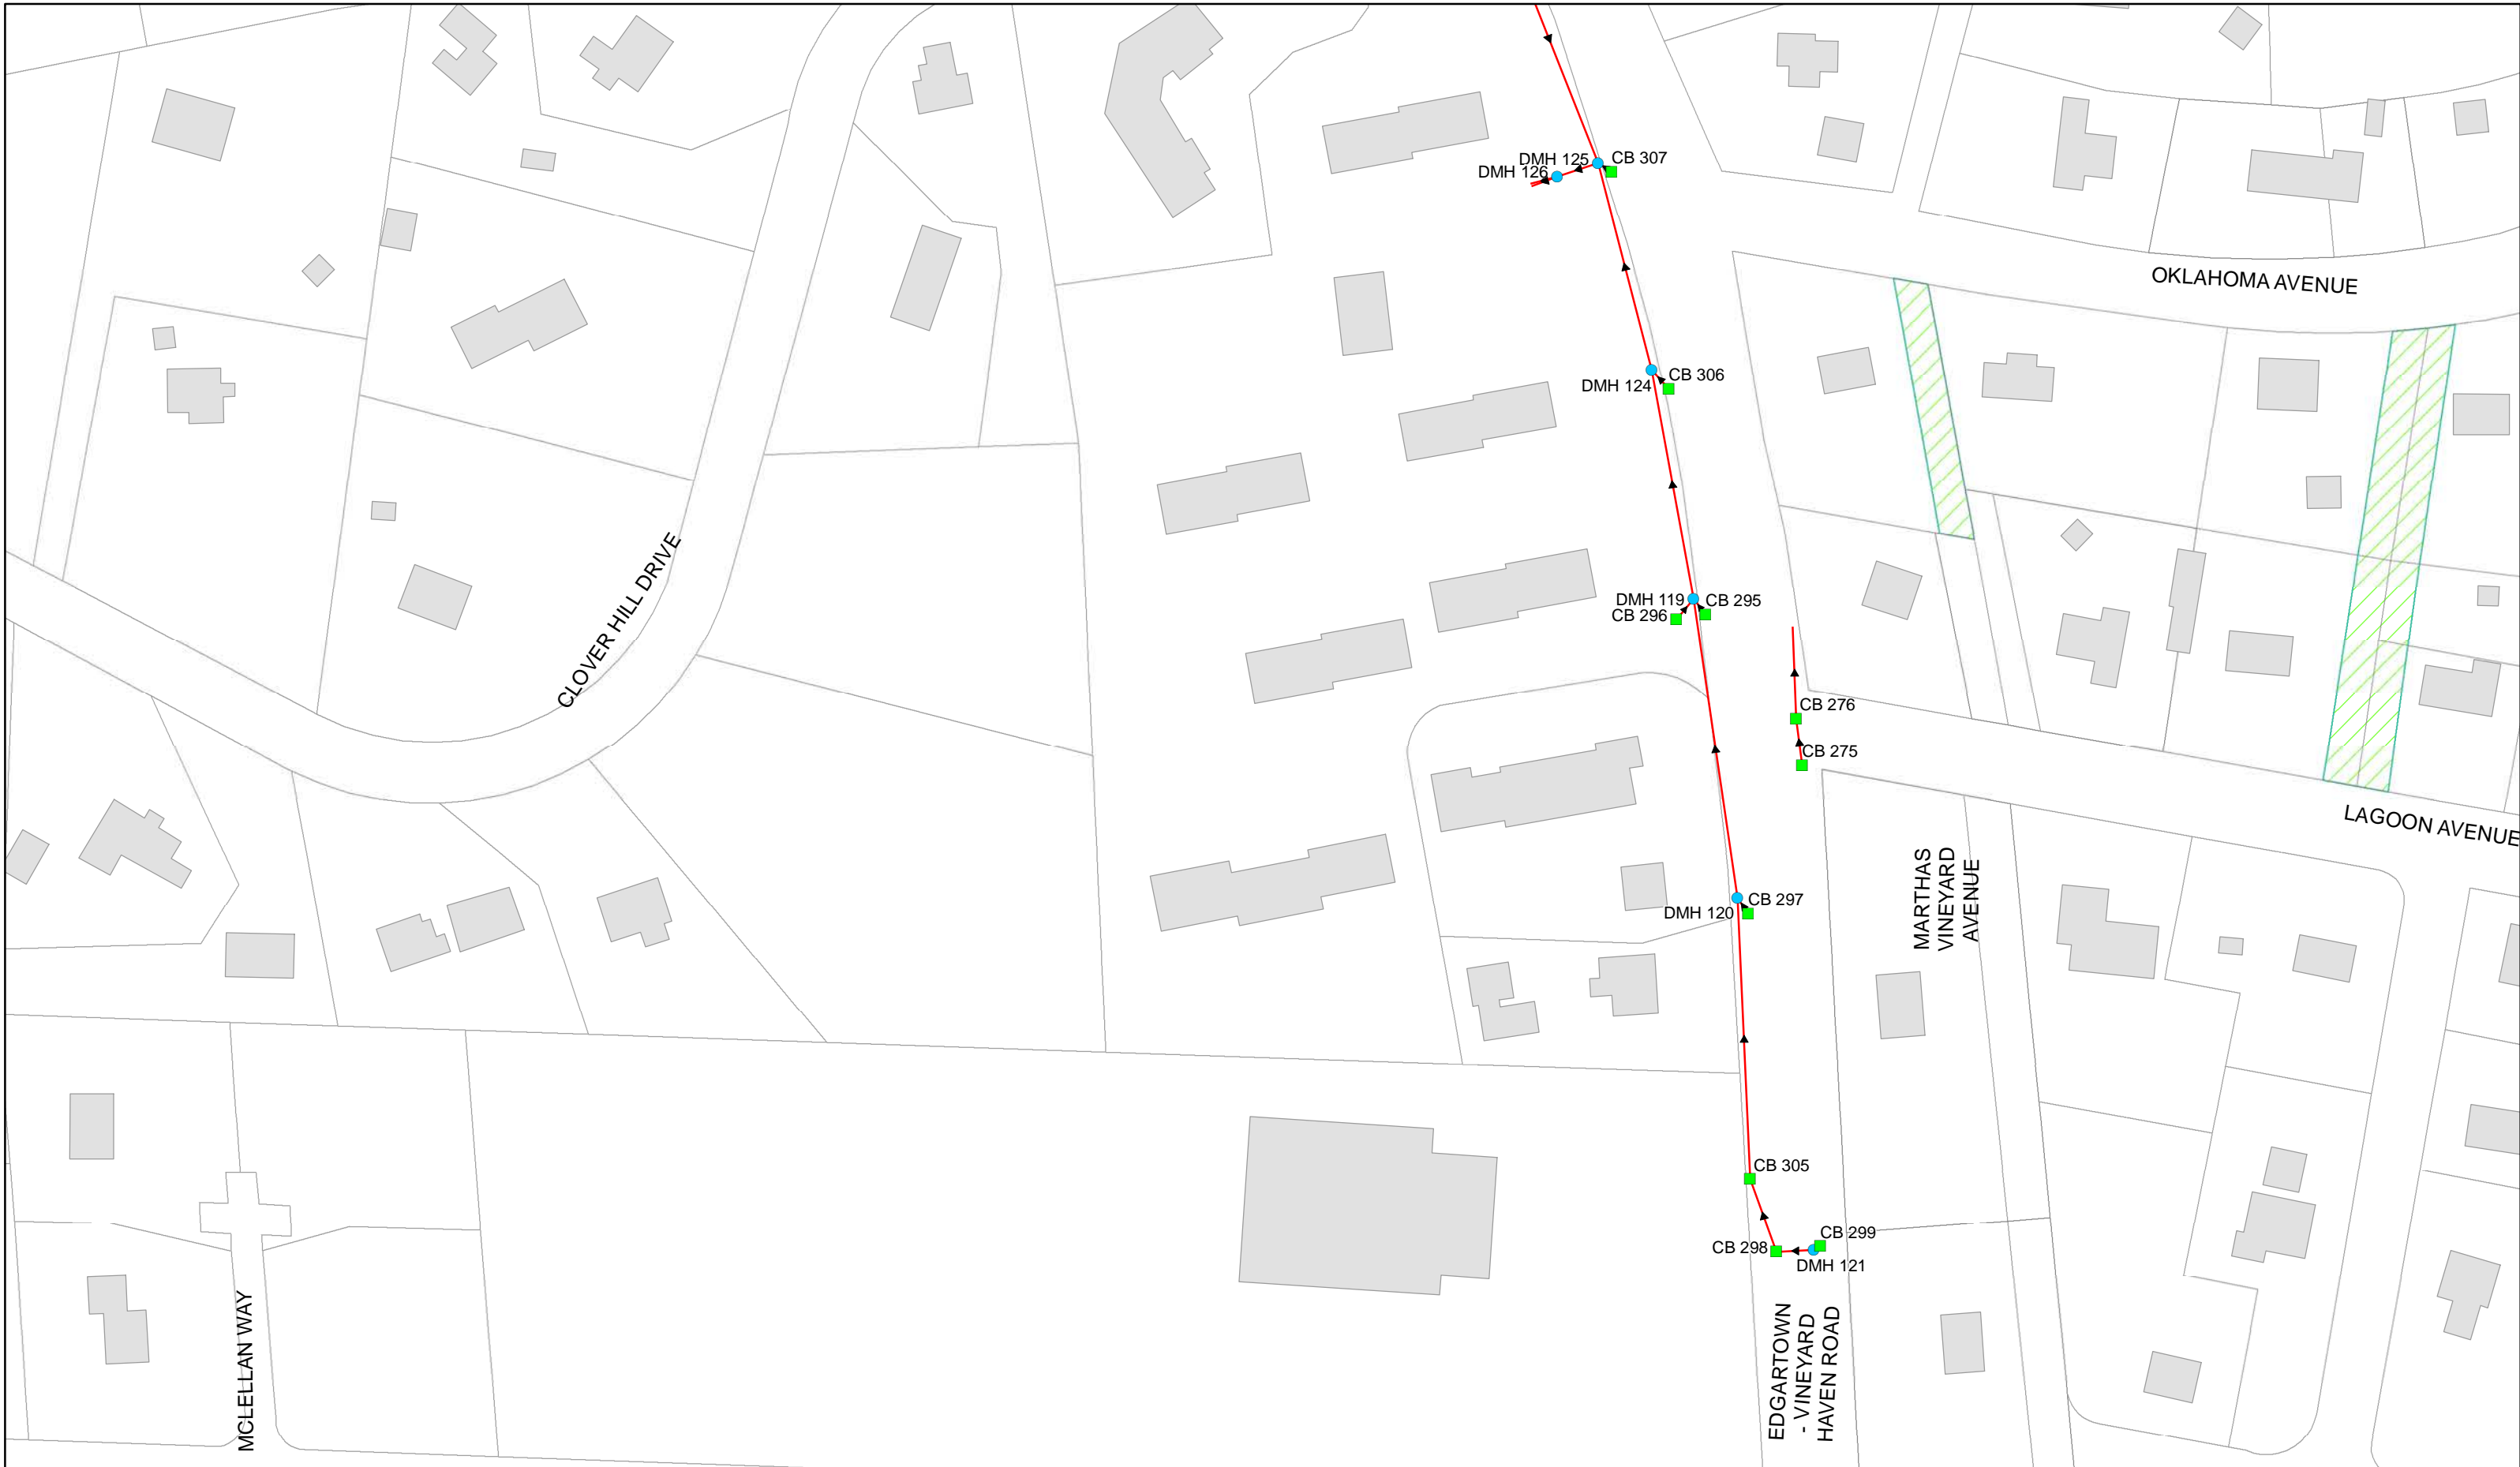 DMH 125
CB 307
DMH 126
OKLAHOMA AVENUE
CB 306
DMH 124
DMH 119
CB 295
CB 296
CLOVER HILL DRIVE
CB 276
CB 275
LAGOON AVENUE
MARTHAS
VINEYARD
AVENUE
CB 297
DMH 120
CB 305
CB 299
CB 298
DMH 121
MCLELLAN WAY
EDGARTOWN
- VINEYARD
HAVEN ROAD